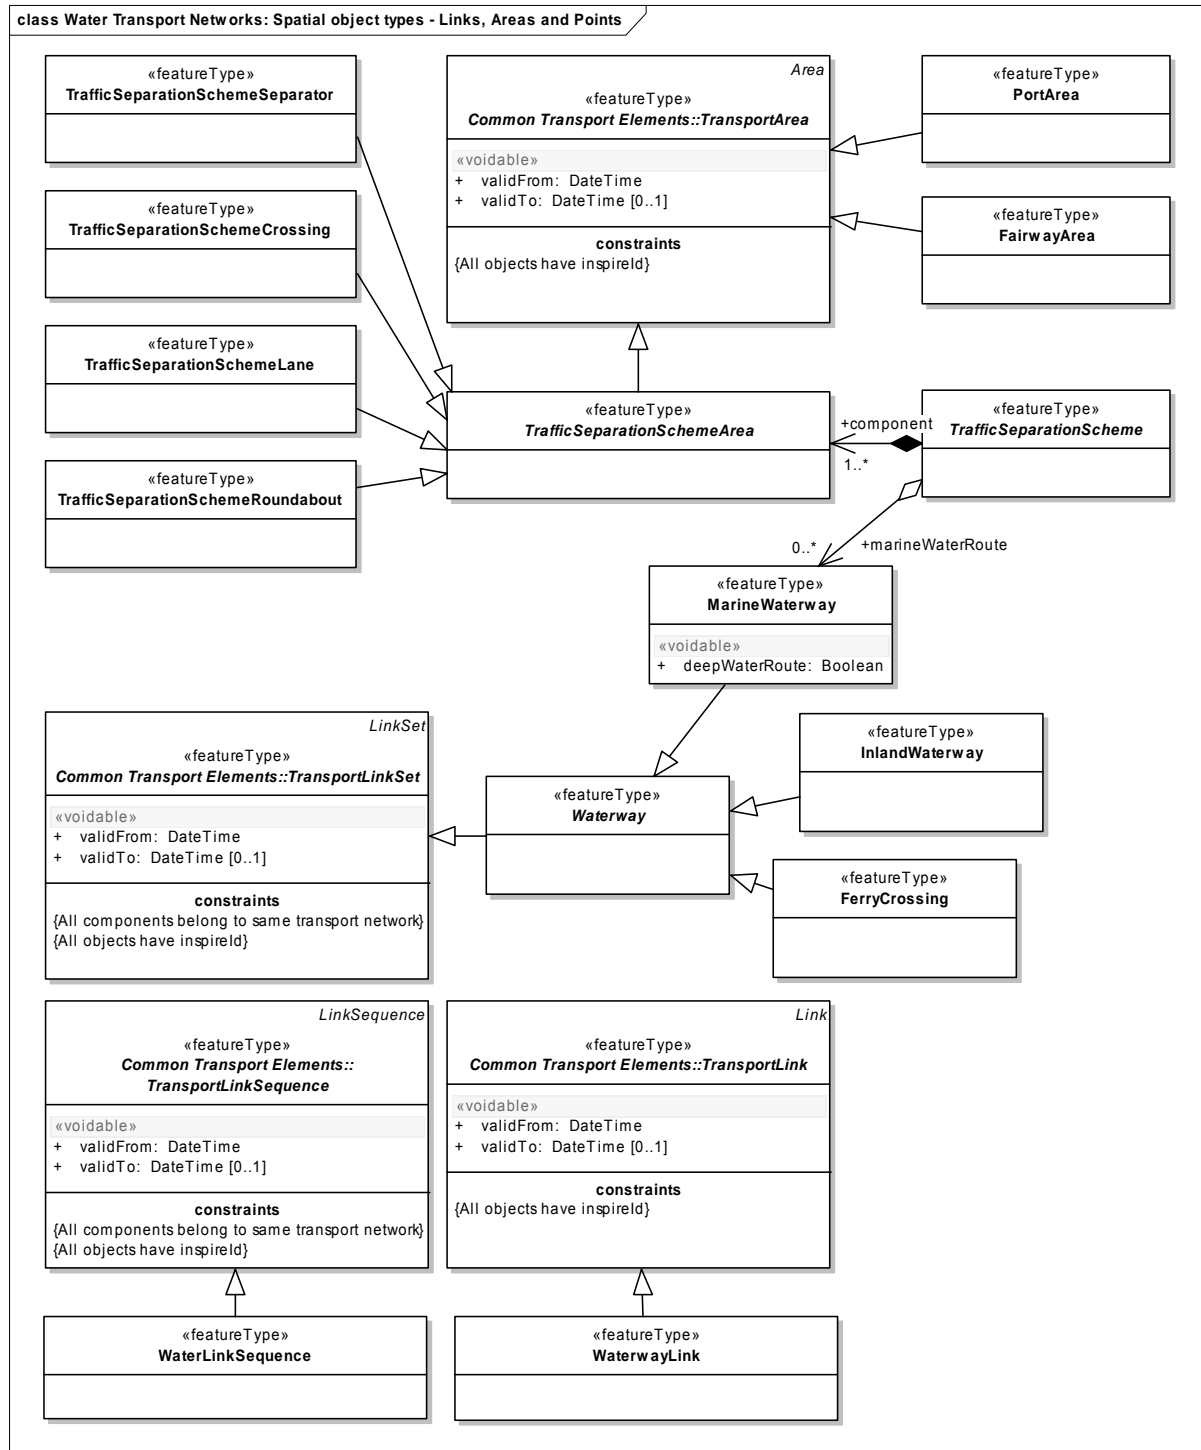 class Water Transport Networks: Spatial object types - Links, Areas and Points
«featureType»
TrafficSeparationSchemeSeparator
Area
«featureType»
Common Transport Elements::TransportArea
«voidable»
+ validFrom: DateTime
+ validTo: DateTime [0..1]
constraints
{All objects have inspireId}
«featureType»
PortArea
«featureType»
TrafficSeparationSchemeCrossing
«featureType»
FairwayArea
«featureType»
TrafficSeparationSchemeLane
«featureType»
TrafficSeparationSchemeArea
+component
1..*
«featureType»
TrafficSeparationScheme
«featureType»
TrafficSeparationSchemeRoundabout
0..*
+marineWaterRoute
«featureType»
MarineWaterway
«voidable»
+ deepWaterRoute: Boolean
LinkSet
«featureType»
Common Transport Elements::TransportLinkSet
«voidable»
+ validFrom: DateTime
+ validTo: DateTime [0..1]
constraints
{All components belong to same transport network}
{All objects have inspireId}
«featureType»
Waterway
«featureType»
InlandWaterway
«featureType»
FerryCrossing
LinkSequence
«featureType»
Common Transport Elements::
TransportLinkSequence
«voidable»
+ validFrom: DateTime
+ validTo: DateTime [0..1]
constraints
{All components belong to same transport network}
{All objects have inspireId}
Link
«featureType»
Common Transport Elements::TransportLink
«voidable»
+ validFrom: DateTime
+ validTo: DateTime [0..1]
constraints
{All objects have inspireId}
«featureType»
WaterLinkSequence
«featureType»
WaterwayLink